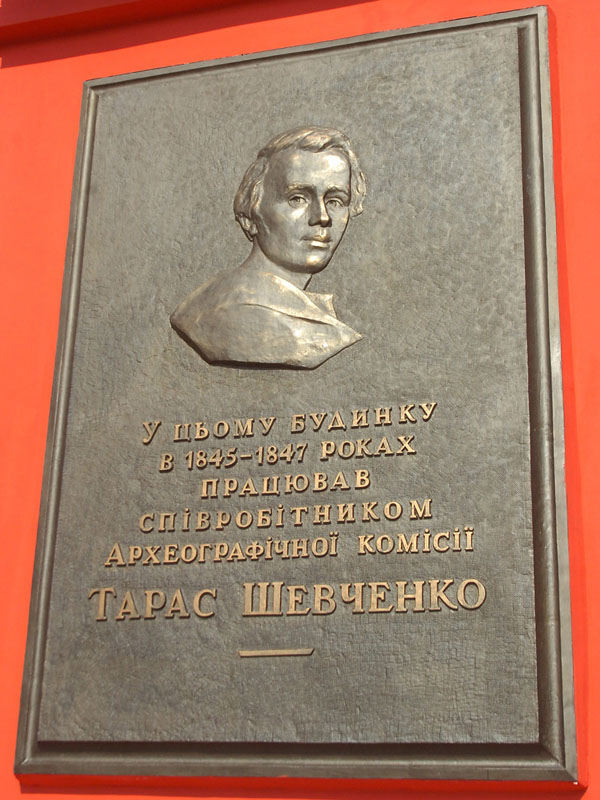 У цьому будинку
в 1845–1847 роках
працював
співробітником
Археографічної комісії
Тарас Шевченко